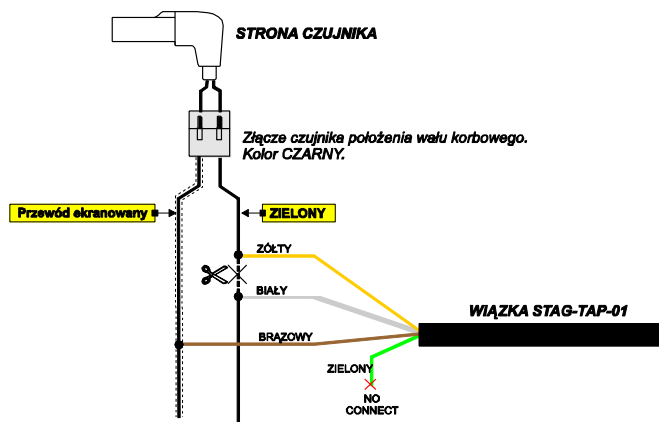 STRONA CZUJNIKA
Złącze czujnika położenia wału korbowego.
Kolor CZARNY.
Przewód ekranowany
ZIELONY
ZÓŁTY
BIAŁY
WIĄZKA STAG-TAP-01
BRĄZOWY
ZIELONY
NO
CONNECT